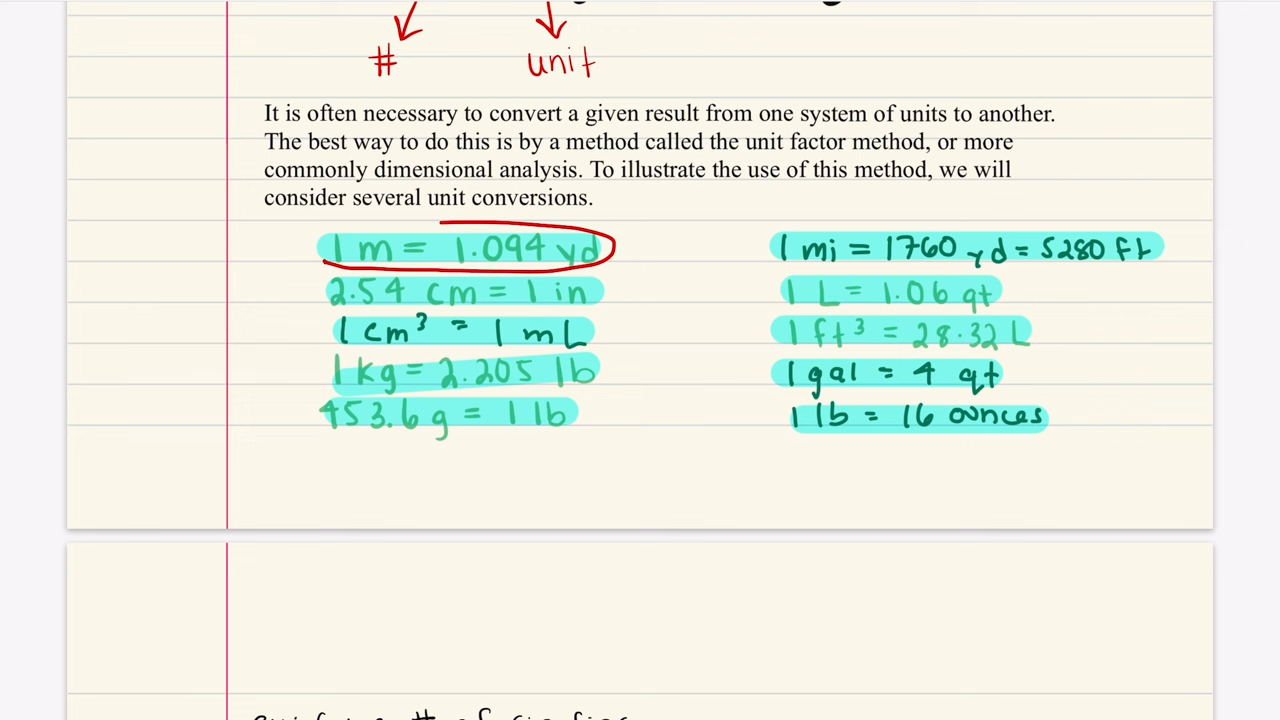 # unit
It is often necessary to convert a given result from one system of units to another.
The best way to do this is by a method called the unit factor method, or more
commonly dimensional analysis. To illustrate the use of this method, we will
consider several unit conversions.
1 m = 1.094 yd
2.54 cm = 1 in
1 cm³ = 1 mL
1 kg = 2.205 lb
453.6 g = 1 lb
1 mi = 1760 yd = 5280 ft
1 L = 1.06 qt
1 ft³ = 28.32 L
1 gal = 4 qt
1 lb = 16 ounces
# of sig figs